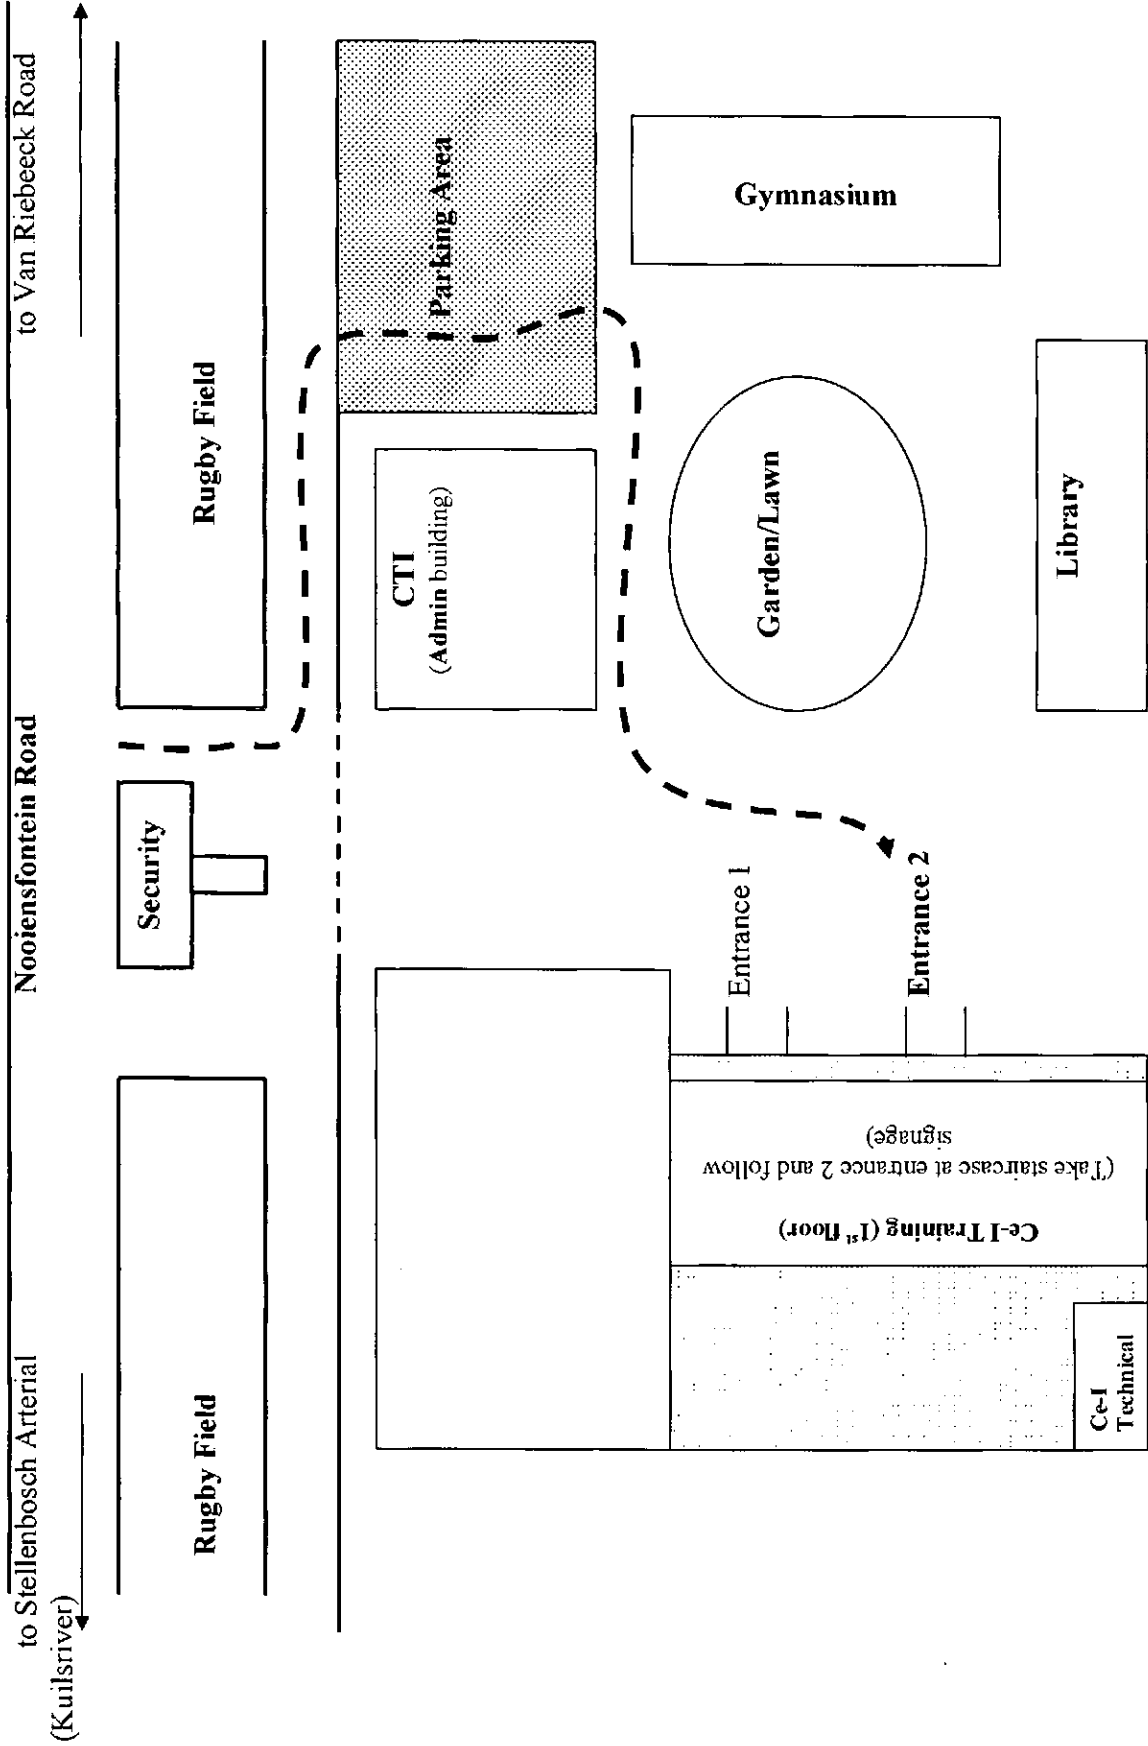 to Stellenbosch Arterial
(Kuilsriver)
Nooiensfontein Road
to Van Riebeeck Road
Rugby Field
Security
Rugby Field
CTI
(Admin building)
Parking Area
Gymnasium
Garden/Lawn
Library
Entrance 1
Entrance 2
Ce-I Training (1st floor)
(Take staircase at entrance 2 and follow
signage)
Ce-I
Technical